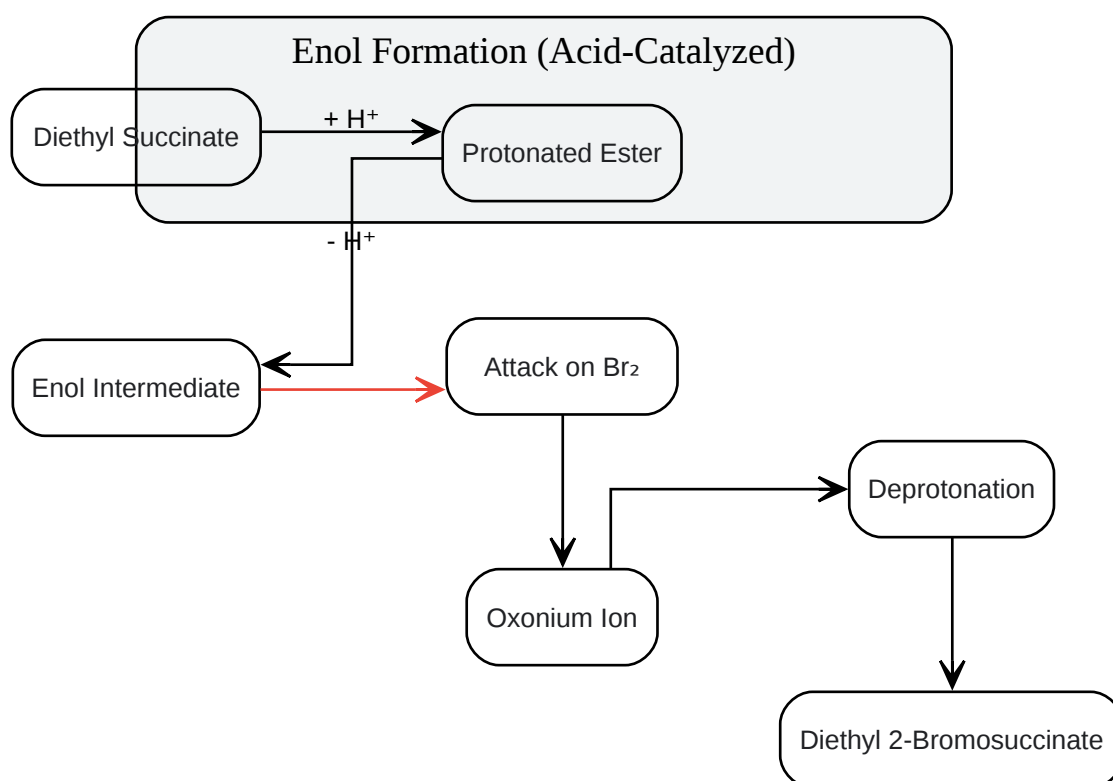 Enol Formation (Acid-Catalyzed)
Diethyl Succinate
+ H⁺
Protonated Ester
- H⁺
Enol Intermediate
Attack on Br₂
Oxonium Ion
Deprotonation
Diethyl 2-Bromosuccinate